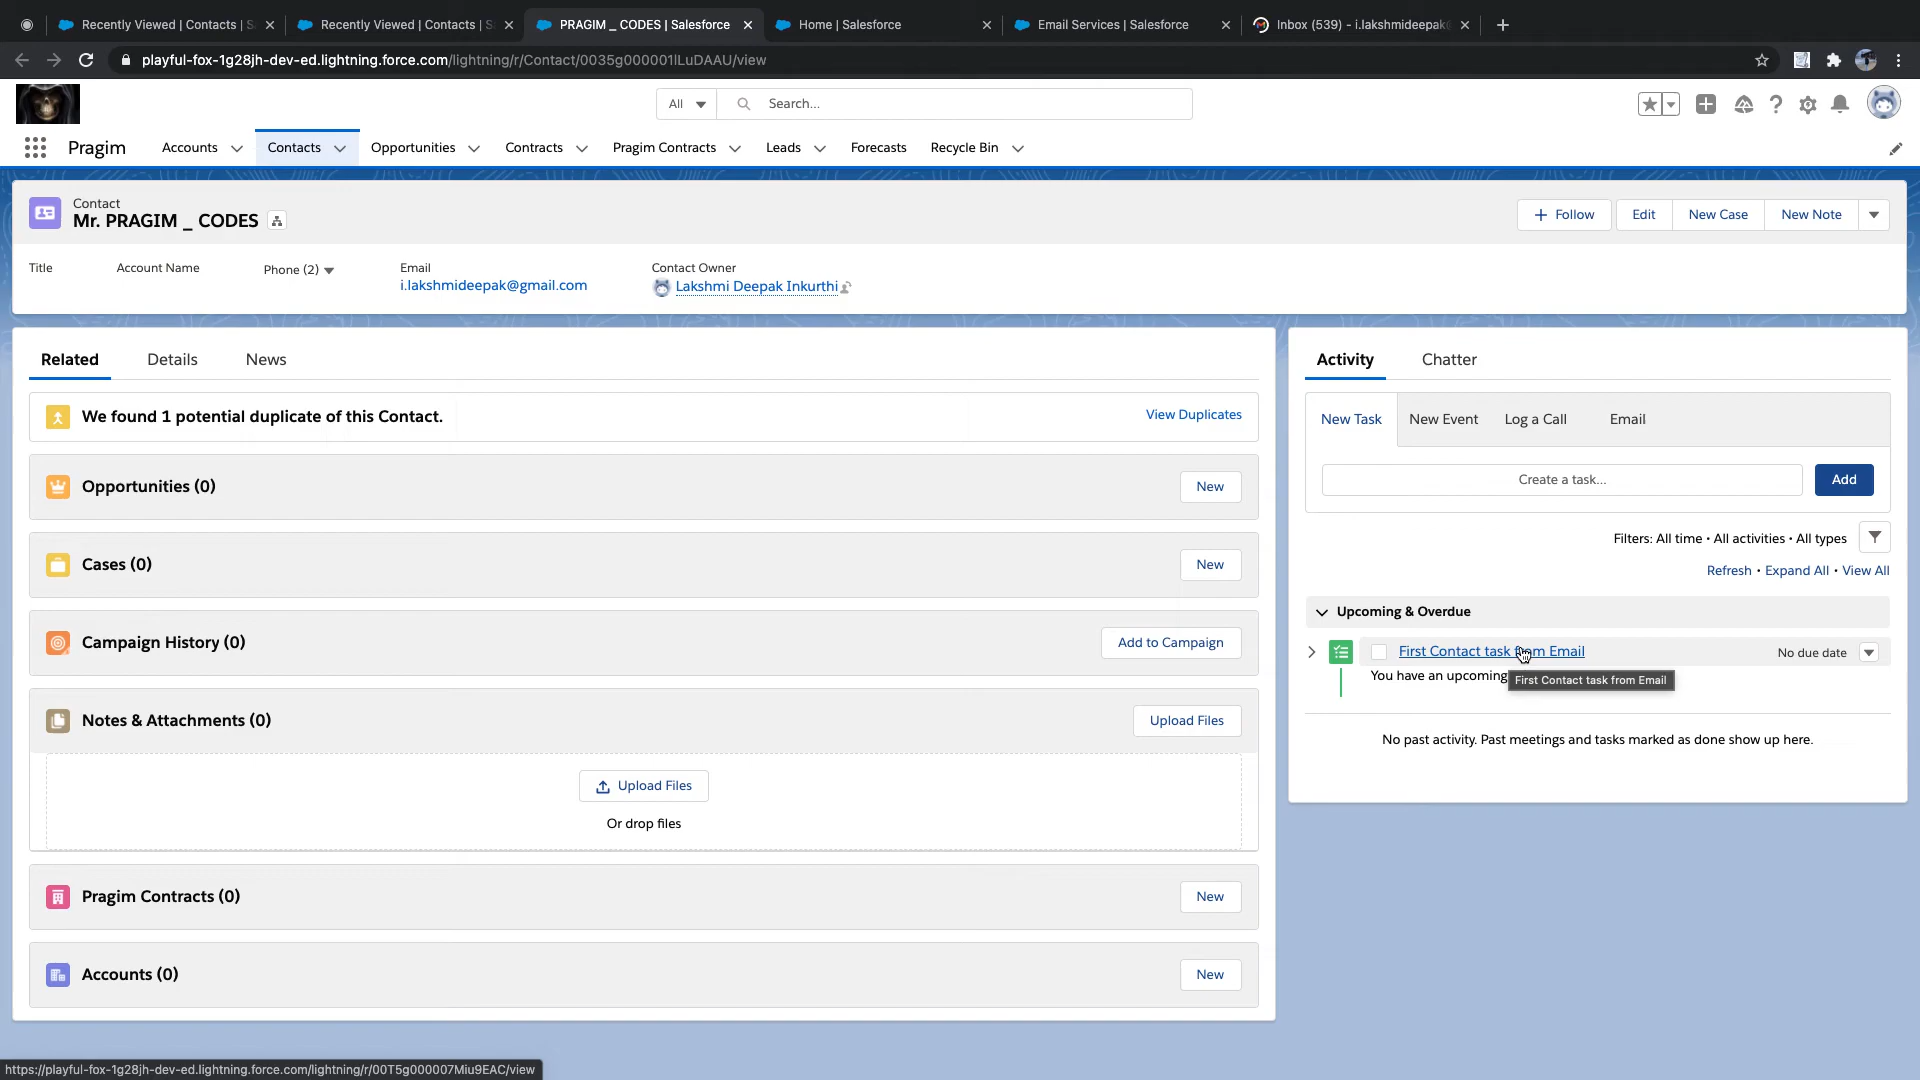 Recently Viewed | Contacts | S
Recently Viewed | Contacts | S
PRAGIM _ CODES | Salesforce
Home | Salesforce
Email Services | Salesforce
Inbox (539) - i.lakshmideepak
playful-fox-1g28jh-dev-ed.lightning.force.com/lightning/r/Contact/0035g000001lLuDAAU/view
All
Search...
Pragim
Accounts
Contacts
Opportunities
Contracts
Pragim Contracts
Leads
Forecasts
Recycle Bin
Contact
Mr. PRAGIM _ CODES
Follow
Edit
New Case
New Note
Title
Account Name
Phone (2)
Email
i.lakshmideepak@gmail.com
Contact Owner
Lakshmi Deepak Inkurthi
Related
Details
News
We found 1 potential duplicate of this Contact.
View Duplicates
Opportunities (0)
New
Cases (0)
New
Campaign History (0)
Add to Campaign
Notes & Attachments (0)
Upload Files
Upload Files
Or drop files
Pragim Contracts (0)
New
Accounts (0)
New
Activity
Chatter
New Task
New Event
Log a Call
Email
Create a task...
Add
Filters: All time • All activities • All types
Refresh • Expand All • View All
Upcoming & Overdue
First Contact task from Email
No due date
You have an upcoming
First Contact task from Email
No past activity. Past meetings and tasks marked as done show up here.
https://playful-fox-1g28jh-dev-ed.lightning.force.com/lightning/r/00T5g000007Miu9EAC/view